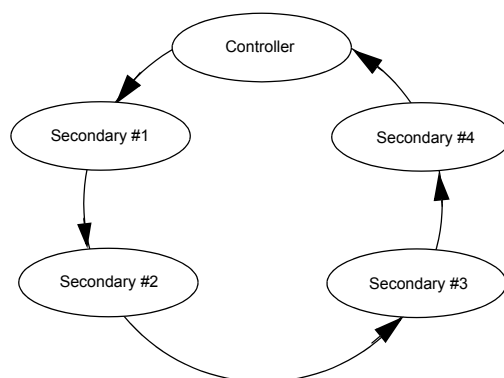 Controller
Secondary #1
Secondary #4
Secondary #2
Secondary #3